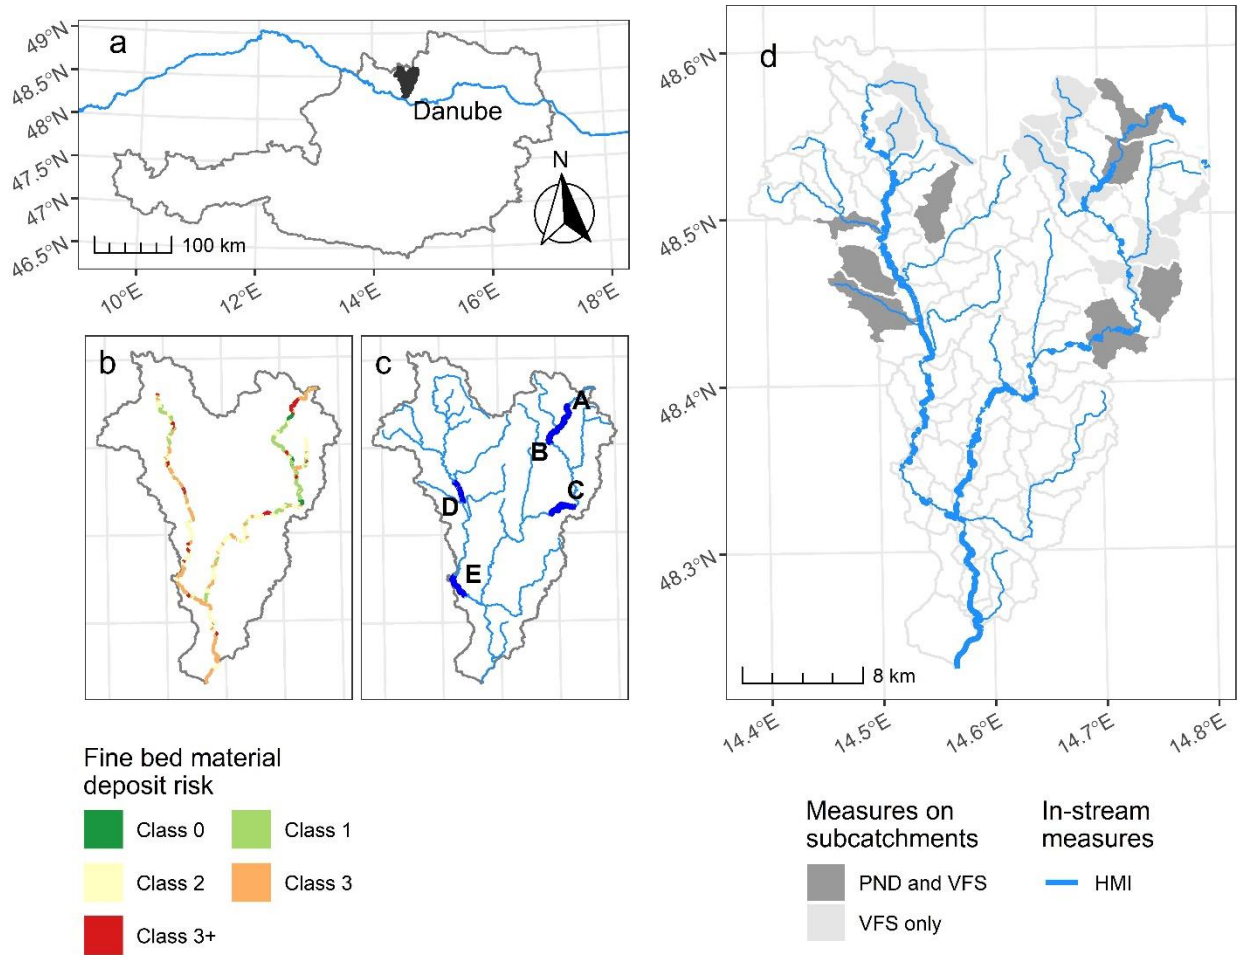 a
49°N
48.5°N
48°N
47.5°N
47°N
46.5°N
Danube
N
100 km
10°E
12°E
14°E
16°E
18°E
b
c
A
B
C
D
E
d
48.6°N
48.5°N
48.4°N
48.3°N
8 km
14.4°E
14.5°E
14.6°E
14.7°E
14.8°E
Fine bed material
deposit risk
Class 0
Class 1
Class 2
Class 3
Class 3+
Measures on
subcatchments
PND and VFS
VFS only
In-stream
measures
HMI